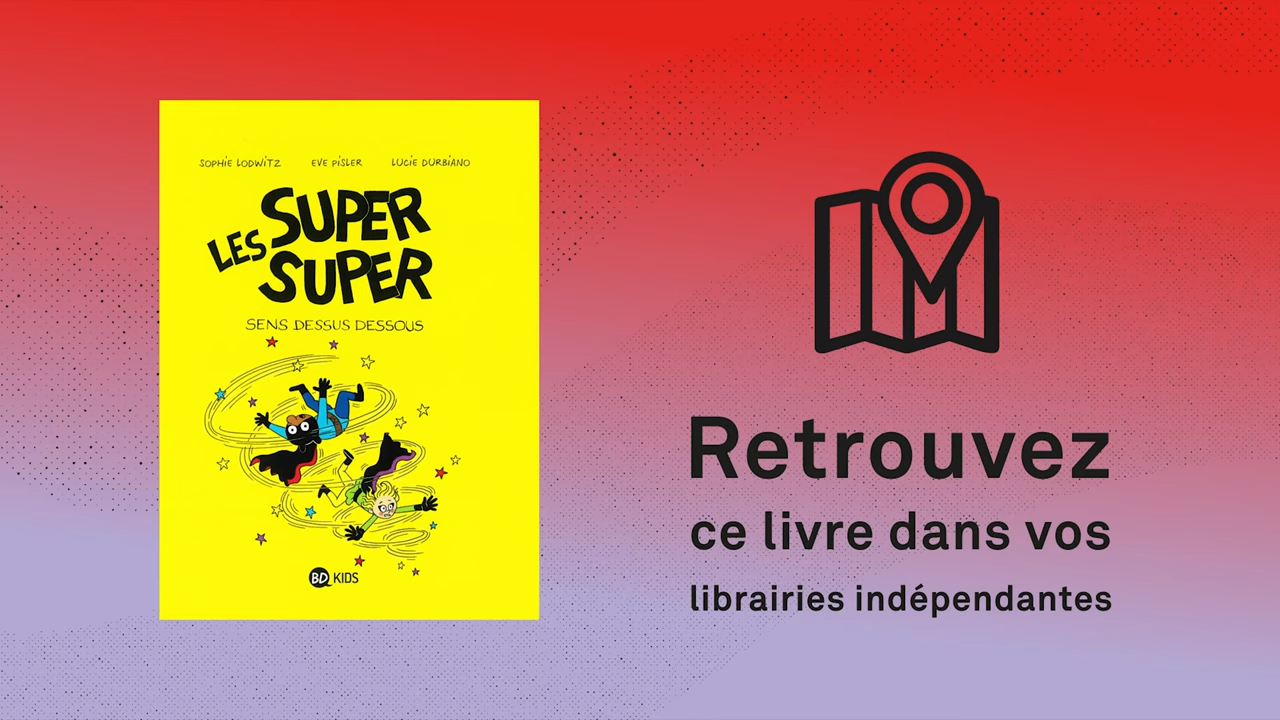 SOPHIE LODWITZ EVE PISLER LUCIE DURBIANO
LES SUPER
SUPER
SENS DESSUS DESSOUS
BD KIDS
Retrouvez
ce livre dans vos
librairies indépendantes